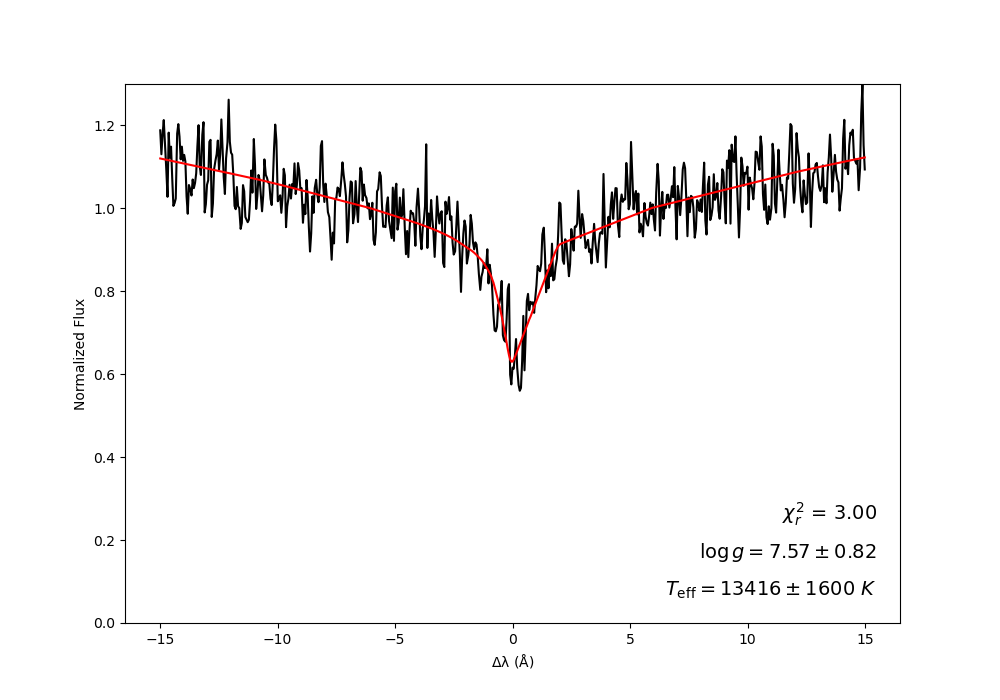 1.2
1.0
0.8
0.6
0.4
0.2
0.0
Normalized Flux
χ²ᵣ = 3.00
log g = 7.57 ± 0.82
T_eff = 13416 ± 1600 K
−15 −10 −5 0 5 10 15
Δλ (Å)